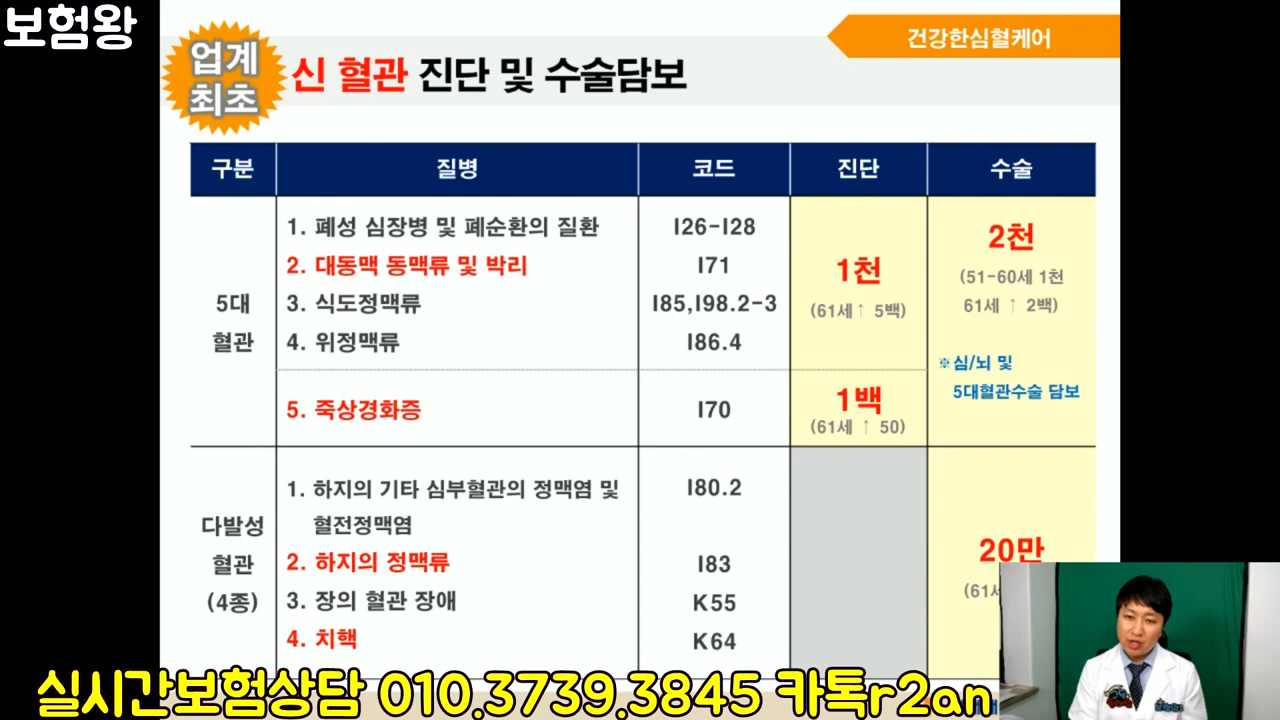 보험왕
업계
최초
신 혈관 진단 및 수술담보
건강한심혈케어
구분 질병 코드 진단 수술
5대
혈관
1. 폐성 심장병 및 폐순환의 질환 I26-I28
2. 대동맥 동맥류 및 박리 I71
3. 식도정맥류 I85,I98.2-3
4. 위정맥류 I86.4
1천
(61세↑ 5백)
2천
(51-60세 1천
61세 ↑ 2백)
※심/뇌 및
5대혈관수술 담보
5. 죽상경화증 I70
1백
(61세 ↑ 50)
다발성
혈관
(4종)
1. 하지의 기타 심부혈관의 정맥염 및 I80.2
혈전정맥염
2. 하지의 정맥류 I83
3. 장의 혈관 장애 K55
4. 치핵 K64
20만
(61세
실시간보험상담 010.3739.3845 카톡r2an